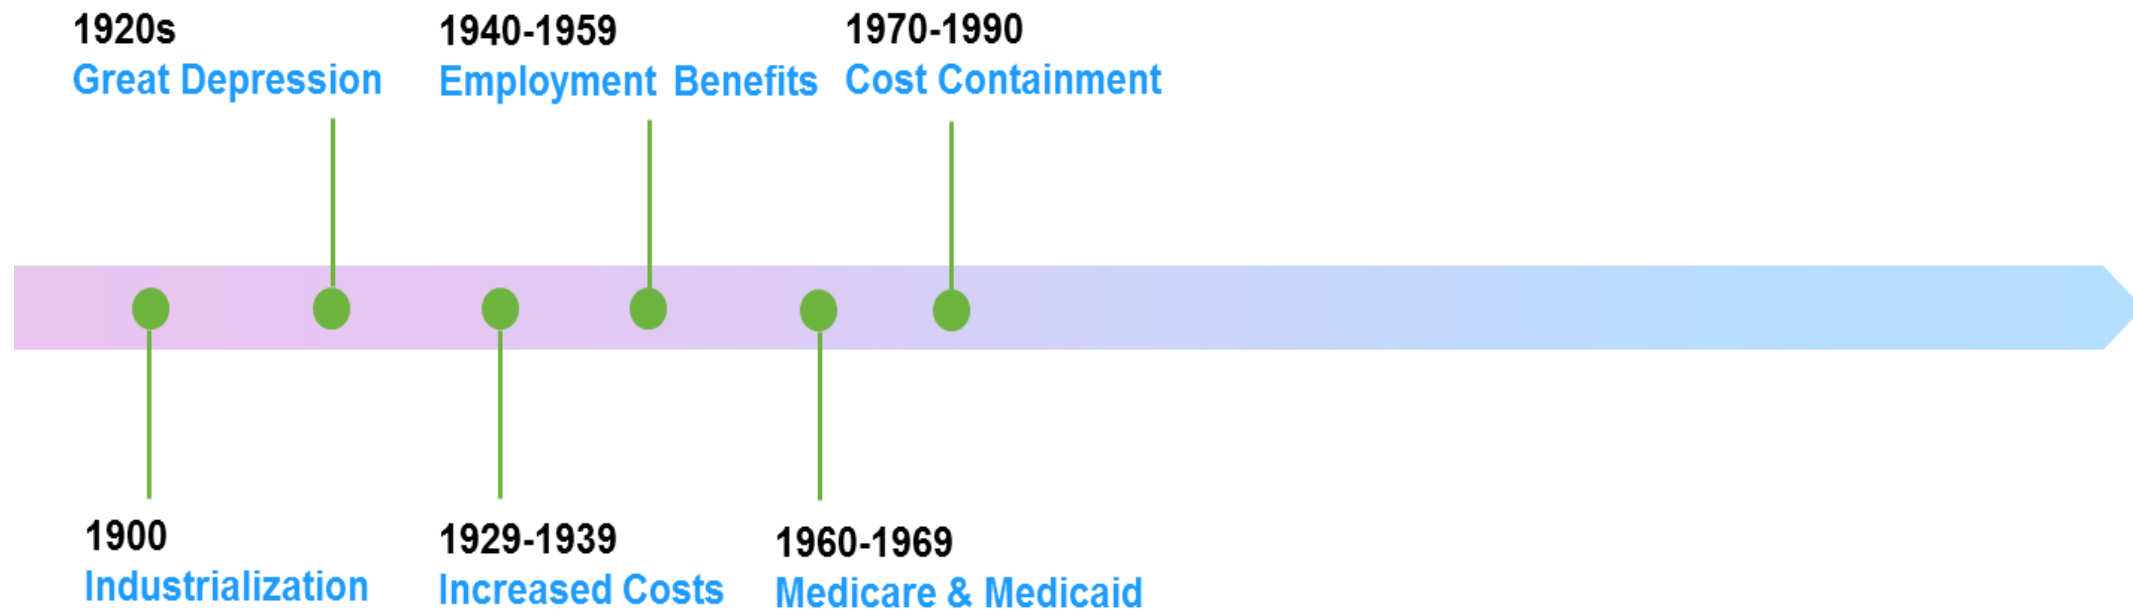 1920s
Great Depression
1940-1959
Employment Benefits
1970-1990
Cost Containment
1900
Industrialization
1929-1939
Increased Costs
1960-1969
Medicare & Medicaid